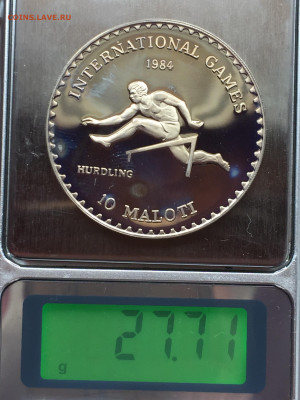 COINS.LAVE.RU
INTERNATIONAL GAMES
1984
HURDLING
10 MALOTI
27.71
g